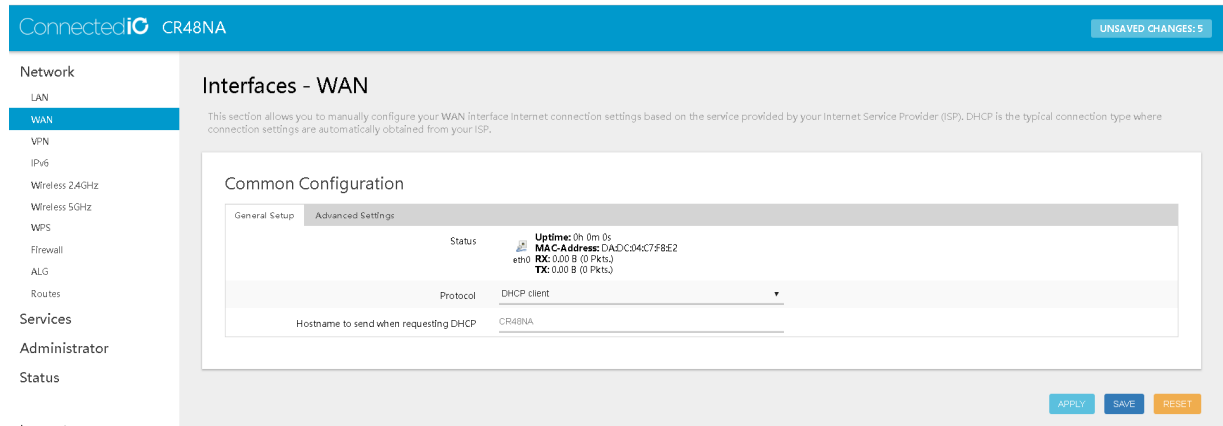 ConnectediO CR48NA
UNSAVED CHANGES: 5
Network
LAN
WAN
VPN
IPv6
Wireless 2.4GHz
Wireless 5GHz
WPS
Firewall
ALG
Routes
Services
Administrator
Status
Interfaces - WAN
This section allows you to manually configure your WAN interface Internet connection settings based on the service provided by your Internet Service Provider (ISP). DHCP is the typical connection type where
connection settings are automatically obtained from your ISP.
Common Configuration
General Setup Advanced Settings
Status
eth0
Uptime: 0h 0m 0s
MAC-Address: DA:DC:04:C7:F8:E2
RX: 0.00 B (0 Pkts.)
TX: 0.00 B (0 Pkts.)
Protocol DHCP client
Hostname to send when requesting DHCP CR48NA
APPLY SAVE RESET